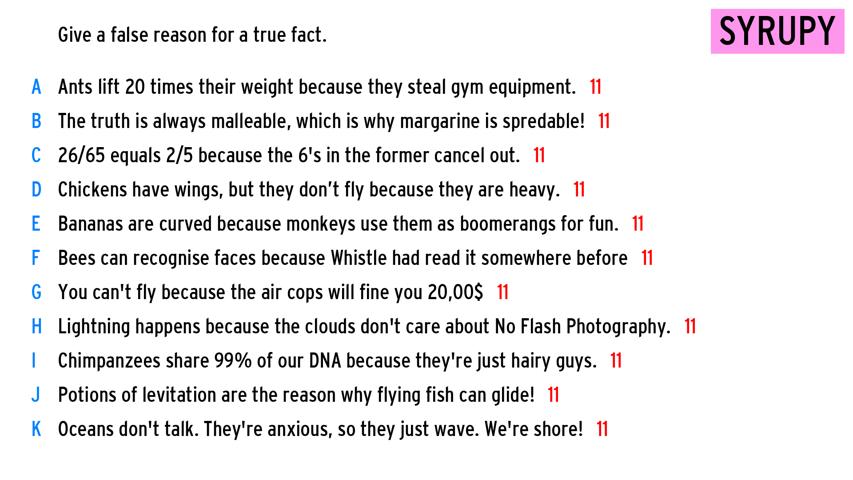 Give a false reason for a true fact.
SYRUPY
A Ants lift 20 times their weight because they steal gym equipment. 11
B The truth is always malleable, which is why margarine is spredable! 11
C 26/65 equals 2/5 because the 6's in the former cancel out. 11
D Chickens have wings, but they don’t fly because they are heavy. 11
E Bananas are curved because monkeys use them as boomerangs for fun. 11
F Bees can recognise faces because Whistle had read it somewhere before 11
G You can't fly because the air cops will fine you 20,00$ 11
H Lightning happens because the clouds don't care about No Flash Photography. 11
I Chimpanzees share 99% of our DNA because they're just hairy guys. 11
J Potions of levitation are the reason why flying fish can glide! 11
K Oceans don't talk. They're anxious, so they just wave. We're shore! 11